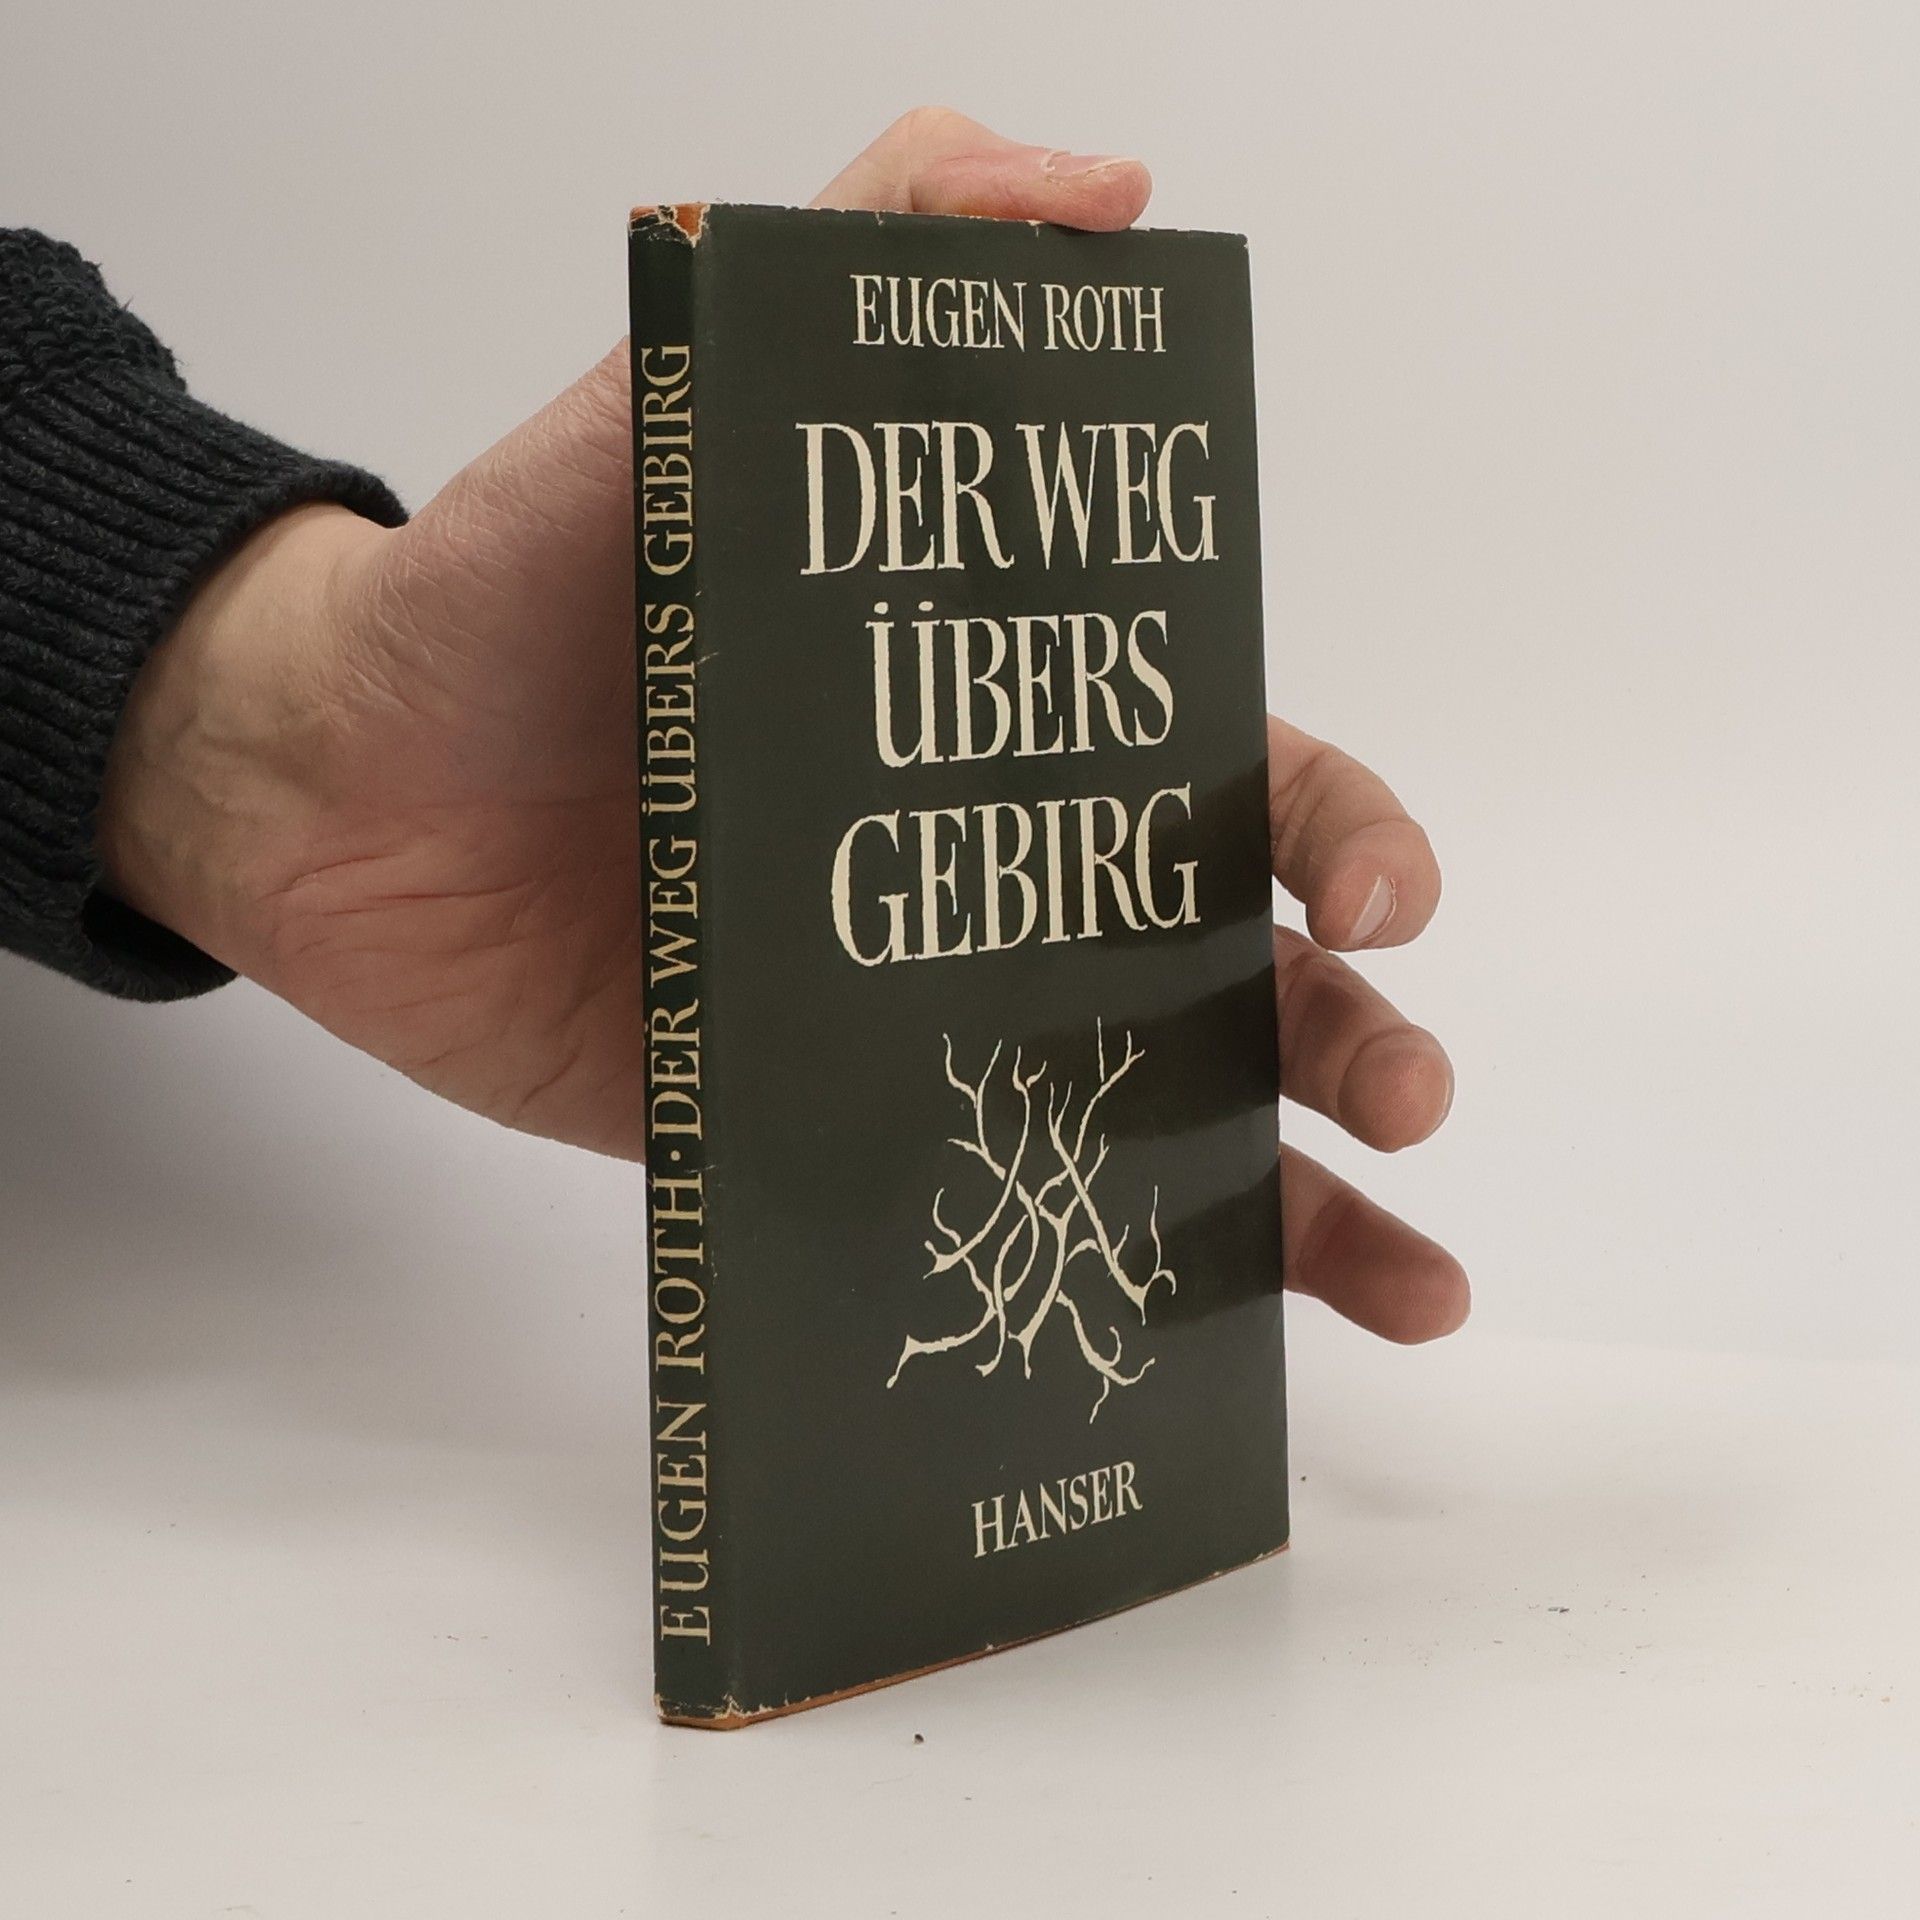 EUGEN ROTH · DER WEG ÜBERS GEBIRG
EUGEN ROTH
DER WEG
ÜBERS
GEBIRG
HANSER